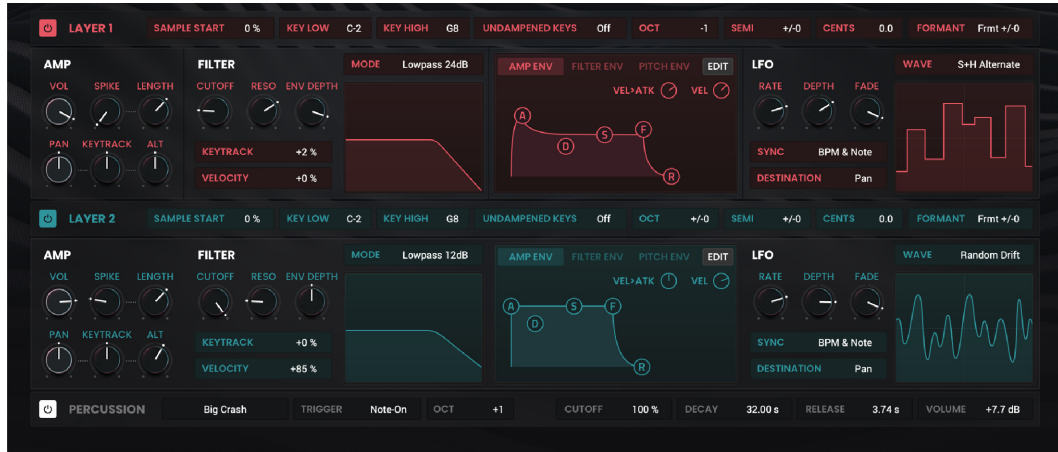 LAYER 1 SAMPLE START 0 % KEY LOW C-2 KEY HIGH G8 UNDAMPENED KEYS Off OCT -1 SEMI +/-0 CENTS 0.0 FORMANT Frmt +/-0
AMP FILTER MODE Lowpass 24dB AMP ENV FILTER ENV PITCH ENV EDIT LFO WAVE S+H Alternate
VOL SPIKE LENGTH CUTOFF RESO ENV DEPTH VEL>ATK VEL RATE DEPTH FADE
A D S F R
PAN KEYTRACK ALT KEYTRACK +2 % SYNC BPM & Note
VELOCITY +0 % DESTINATION Pan
LAYER 2 SAMPLE START 0 % KEY LOW C-2 KEY HIGH G8 UNDAMPENED KEYS Off OCT +/-0 SEMI +/-0 CENTS 0.0 FORMANT Frmt +/-0
AMP FILTER MODE Lowpass 12dB AMP ENV FILTER ENV PITCH ENV EDIT LFO WAVE Random Drift
VOL SPIKE LENGTH CUTOFF RESO ENV DEPTH VEL>ATK VEL RATE DEPTH FADE
A D S F R
PAN KEYTRACK ALT KEYTRACK +0 % SYNC BPM & Note
VELOCITY +85 % DESTINATION Pan
PERCUSSION Big Crash TRIGGER Note-On OCT +1 CUTOFF 100 % DECAY 32.00 s RELEASE 3.74 s VOLUME +7.7 dB